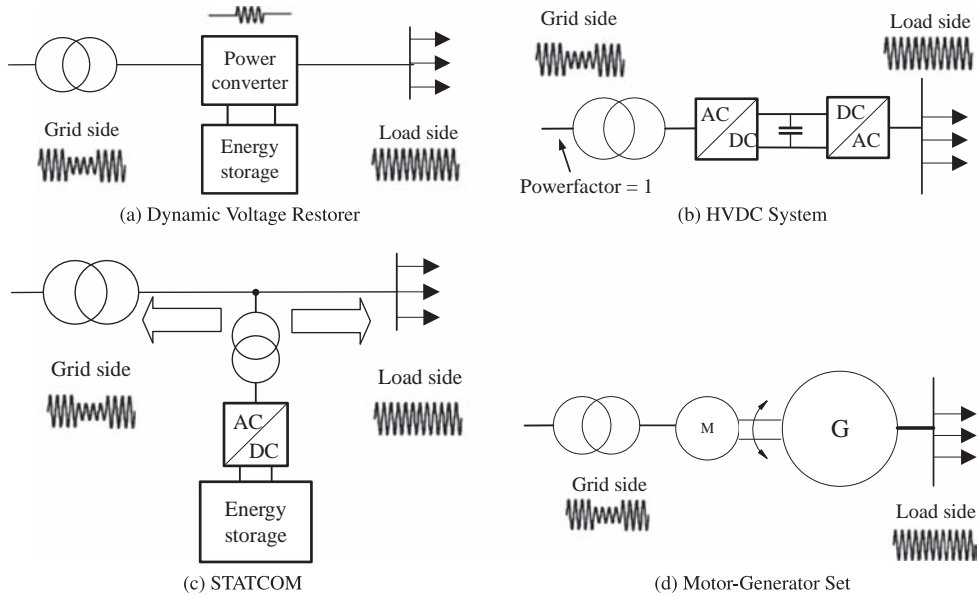 Power
converter
Grid side
Energy
storage
Load side
(a) Dynamic Voltage Restorer
Grid side
Load side
AC
DC
DC
AC
Powerfactor = 1
(b) HVDC System
Grid side
Load side
AC
DC
Energy
storage
(c) STATCOM
M
G
Grid side
Load side
(d) Motor-Generator Set